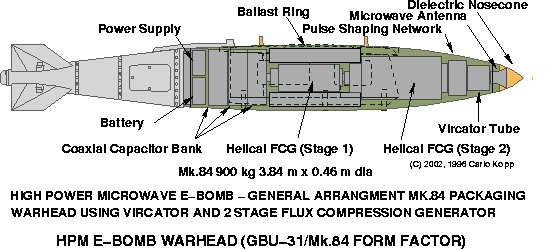 Dielectric Nosecone
Ballast Ring
Microwave Antenna
Power Supply
Pulse Shaping Network
Battery
Vircator Tube
Coaxial Capacitor Bank
Helical FCG (Stage 1)
Helical FCG (Stage 2)
(C) 2002, 1996 Carlo Kopp
Mk.84 900 kg 3.84 m x 0.46 m dia
HIGH POWER MICROWAVE E-BOMB - GENERAL ARRANGMENT MK.84 PACKAGING
WARHEAD USING VIRCATOR AND 2 STAGE FLUX COMPRESSION GENERATOR
HPM E-BOMB WARHEAD (GBU-31/Mk.84 FORM FACTOR)